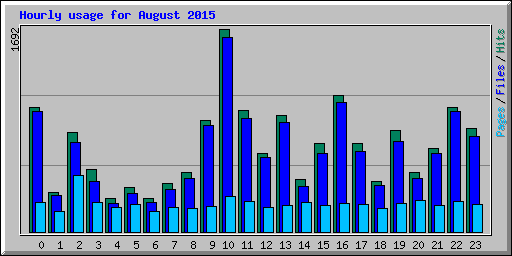 Hourly usage for August 2015
1692
Pages/Files/Hits
0 1 2 3 4 5 6 7 8 9 10 11 12 13 14 15 16 17 18 19 20 21 22 23